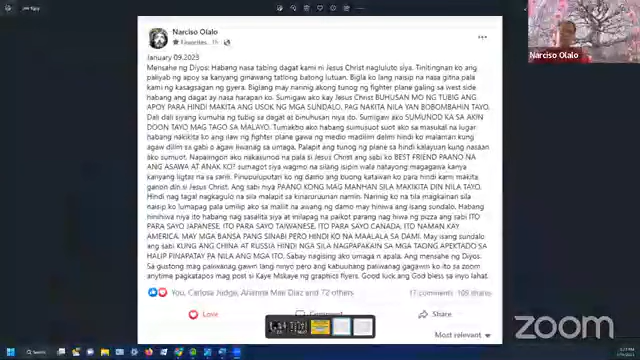 Narciso Olalo
Favorites · 1h
January 09.2023
Mensahe ng Diyos: Habang nasa tabing dagat kami ni Jesus Christ nagluluto siya. Tinitingnan ko ang
paliyab ng apoy sa kanyang ginawang tatlong batong lutuan. Bigla ko lang naisip na nasa gitna pala
kami ng kasagsagan ng gyera. Biglang may narinig akong tunog ng fighter plane galing sa west side
habang ang dagat ay nasa harapan ko. Sumigaw ako kay Jesus Christ BUHUSAN MO NG TUBIG ANG
APOY PARA HINDI MAKITA ANG USOK NG MGA SUNDALO. PAG NAKITA NILA YAN BOBOMBAHIN TAYO.
Dali dali siyang kumuha ng tubig sa dagat at binuhusan niya ito. Sumigaw ako SUMUNOD KA SA AKIN
DOON TAYO MAG TAGO SA MALAYO. Tumakbo ako habang sumusuot suot ako sa masukal na lugar
habang nakikita ko ang ilaw ng fighter plane gawa ng medyo madilim delim hindi ko malaman kung
agaw dilim sa gabi o agaw liwanag sa umaga. Palapit ang tunog ng plane sa hindi kalayuan kung nasaan
ako sumuot. Napalingon ako nakasunod na pala si Jesus Christ ang sabi ko BEST FRIEND PAANO NA
ANG ASAWA AT ANAK KO? sumagot siya wagmo na silang isipin wala natayong magagawa kanya
kanyang ligtas na sa sarili. Pinupuluputan ko ng damo ang buong katawan ko para hindi kami makita
ganon din si Jesus Christ. Ang sabi niya PAANO KONG MAG MANHAN SILA MAKIKITA DIN NILA TAYO.
Hindi nag tagal nagkagulo na sila malapit sa kinarorounan namin. Narinig ko na tila magkainan sila
naisip ko lumapag pala umilip ako sa maliit na awang ng damo may hiniwa ang isang sundalo. Habang
hinihiwa niya ito habang nag sasalita siya at inilapag na paikot parang nag hiwa ng pizza ang sabi ITO
PARA SAYO JAPANESE, ITO PARA SAYO TAIWANESE, ITO PARA SAYO CANADA, ITO NAMAN KAY
AMERICA. MAY MGA BANSA PANG SINABI PERO HINDI KO NA MAALALA SA DAMI. May isang sundalo
ang sabi KUNG ANG CHINA AT RUSSIA HINDI NGA SILA NAGPAPAKAIN SA MGA TAONG APEKTADO SA
HALIP PINAPATAY PA NILA ANG MGA ITO. Sabay nagising ako umaga n apala. Ang mensahe ng Diyos.
Sa gustong mag paliwanag gawn lang ninyo pero ang kabuuhang paliwanag gagawin ko ito sa zoom
anytime pagkatapos mag post si Kaye Mskaye ng graphics flyers. Good luck ang God bless sa inyo lahat.
You, Carlosa Judge, Arianna Mae Diaz and 72 others
17 comments · 109 shares
Love
Comment
Share
Most relevant
Narciso Olalo
zoom